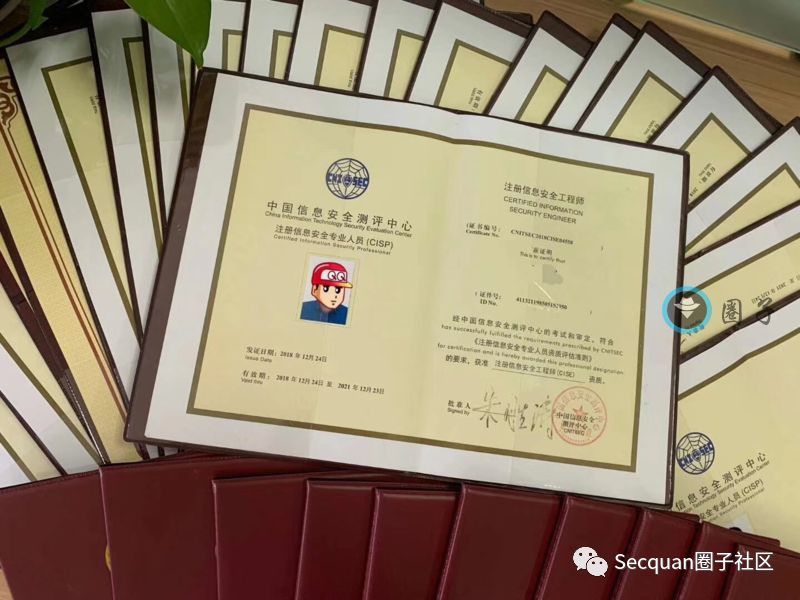 CNITSEC
中国信息安全测评中心
China Information Technology Security Evaluation Center
注册信息安全专业人员(CISP)
Certified Information Security Professional
QQ
发证日期：2018 年 12月 24日
Issue Date
有效期：2018 年 12月 24日 至 2021 年 12月 23日
Valid thru
注册信息安全工程师
CERTIFIED INFORMATION
SECURITY ENGINEER
(证书编号: CNITSEC2018CISE04558 )
Certificate No.
兹证明
This is to certify that
(证件号: 411321198505192950 )
ID No.
经中国信息安全测评中心的考试和审定，符合
has successfully fulfilled the requirements prescribed by CNITSEC
《注册信息安全专业人员资质评估准则》
for certification and is hereby awarded this professional designation
的要求，获准 注册信息安全工程师(CISE) 资质。
批准人
Signed by
中国信息安全
测评中心
CNITSEC
圈子
信息安全测评中心
Information Technology Security Evaluation Center
息安全专业人员(CISP)
Information Security Professional
Secquan圈子社区